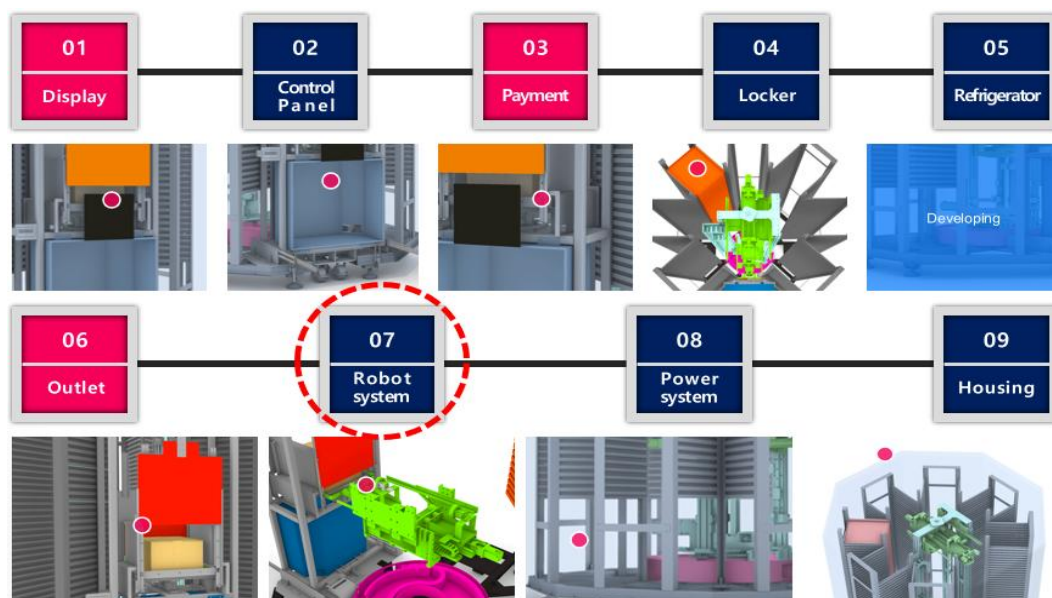 01
Display
02
Control
Panel
03
Payment
04
Locker
05
Refrigerator
Developing
06
Outlet
07
Robot
system
08
Power
system
09
Housing